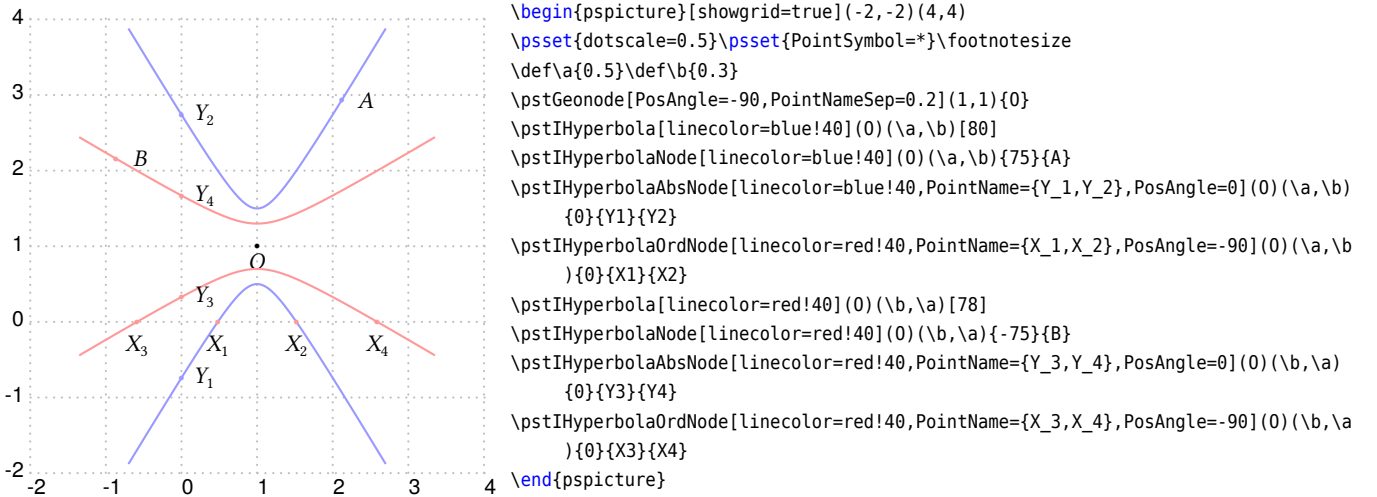 4
3
2
1
0
-1
-2
-2 -1 0 1 2 3 4
Y2
A
B
Y4
O
Y3
X3 X1 X2 X4
Y1
\begin{pspicture}[showgrid=true](-2,-2)(4,4)
\psset{dotscale=0.5}\psset{PointSymbol=*}\footnotesize
\def\a{0.5}\def\b{0.3}
\pstGeonode[PosAngle=-90,PointNameSep=0.2](1,1){O}
\pstIHyperbola[linecolor=blue!40](O)(\a,\b)[80]
\pstIHyperbolaNode[linecolor=blue!40](O)(\a,\b){75}{A}
\pstIHyperbolaAbsNode[linecolor=blue!40,PointName={Y_1,Y_2},PosAngle=0](O)(\a,\b)
{0}{Y1}{Y2}
\pstIHyperbolaOrdNode[linecolor=red!40,PointName={X_1,X_2},PosAngle=-90](O)(\a,\b
){0}{X1}{X2}
\pstIHyperbola[linecolor=red!40](O)(\b,\a)[78]
\pstIHyperbolaNode[linecolor=red!40](O)(\b,\a){-75}{B}
\pstIHyperbolaAbsNode[linecolor=red!40,PointName={Y_3,Y_4},PosAngle=0](O)(\b,\a)
{0}{Y3}{Y4}
\pstIHyperbolaOrdNode[linecolor=red!40,PointName={X_3,X_4},PosAngle=-90](O)(\b,\a
){0}{X3}{X4}
\end{pspicture}